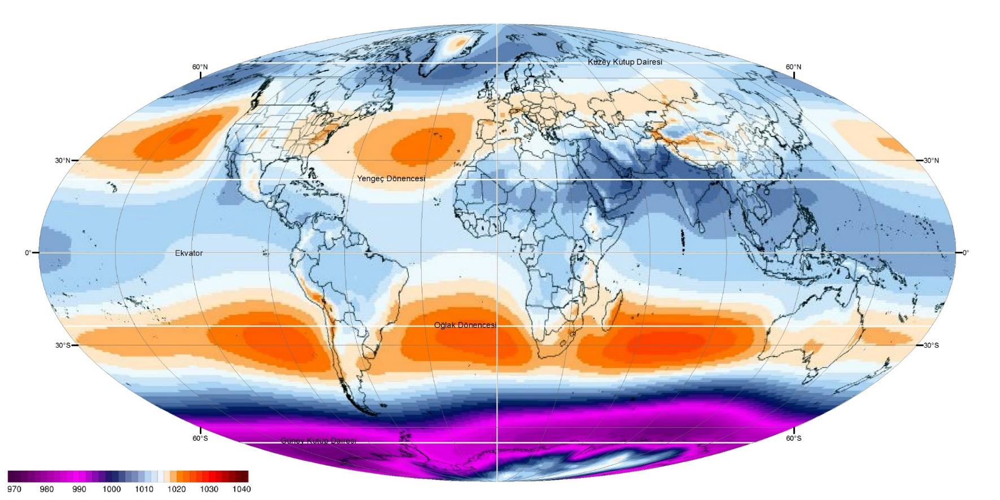 Kuzey Kutup Dairesi
60°N
60°N
30°N
30°N
Yengeç Dönencesi
0°
Ekvator
0°
Oğlak Dönencesi
30°S
30°S
60°S
60°S
Güney Kutup Dairesi
970 980 990 1000 1010 1020 1030 1040